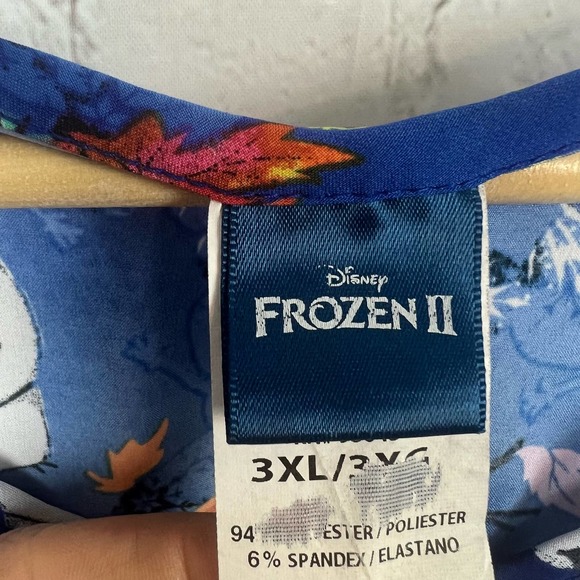 Disney
FROZEN II
3XL/3XG
94 ESTER / POLIESTER
6% SPANDEX / ELASTANO